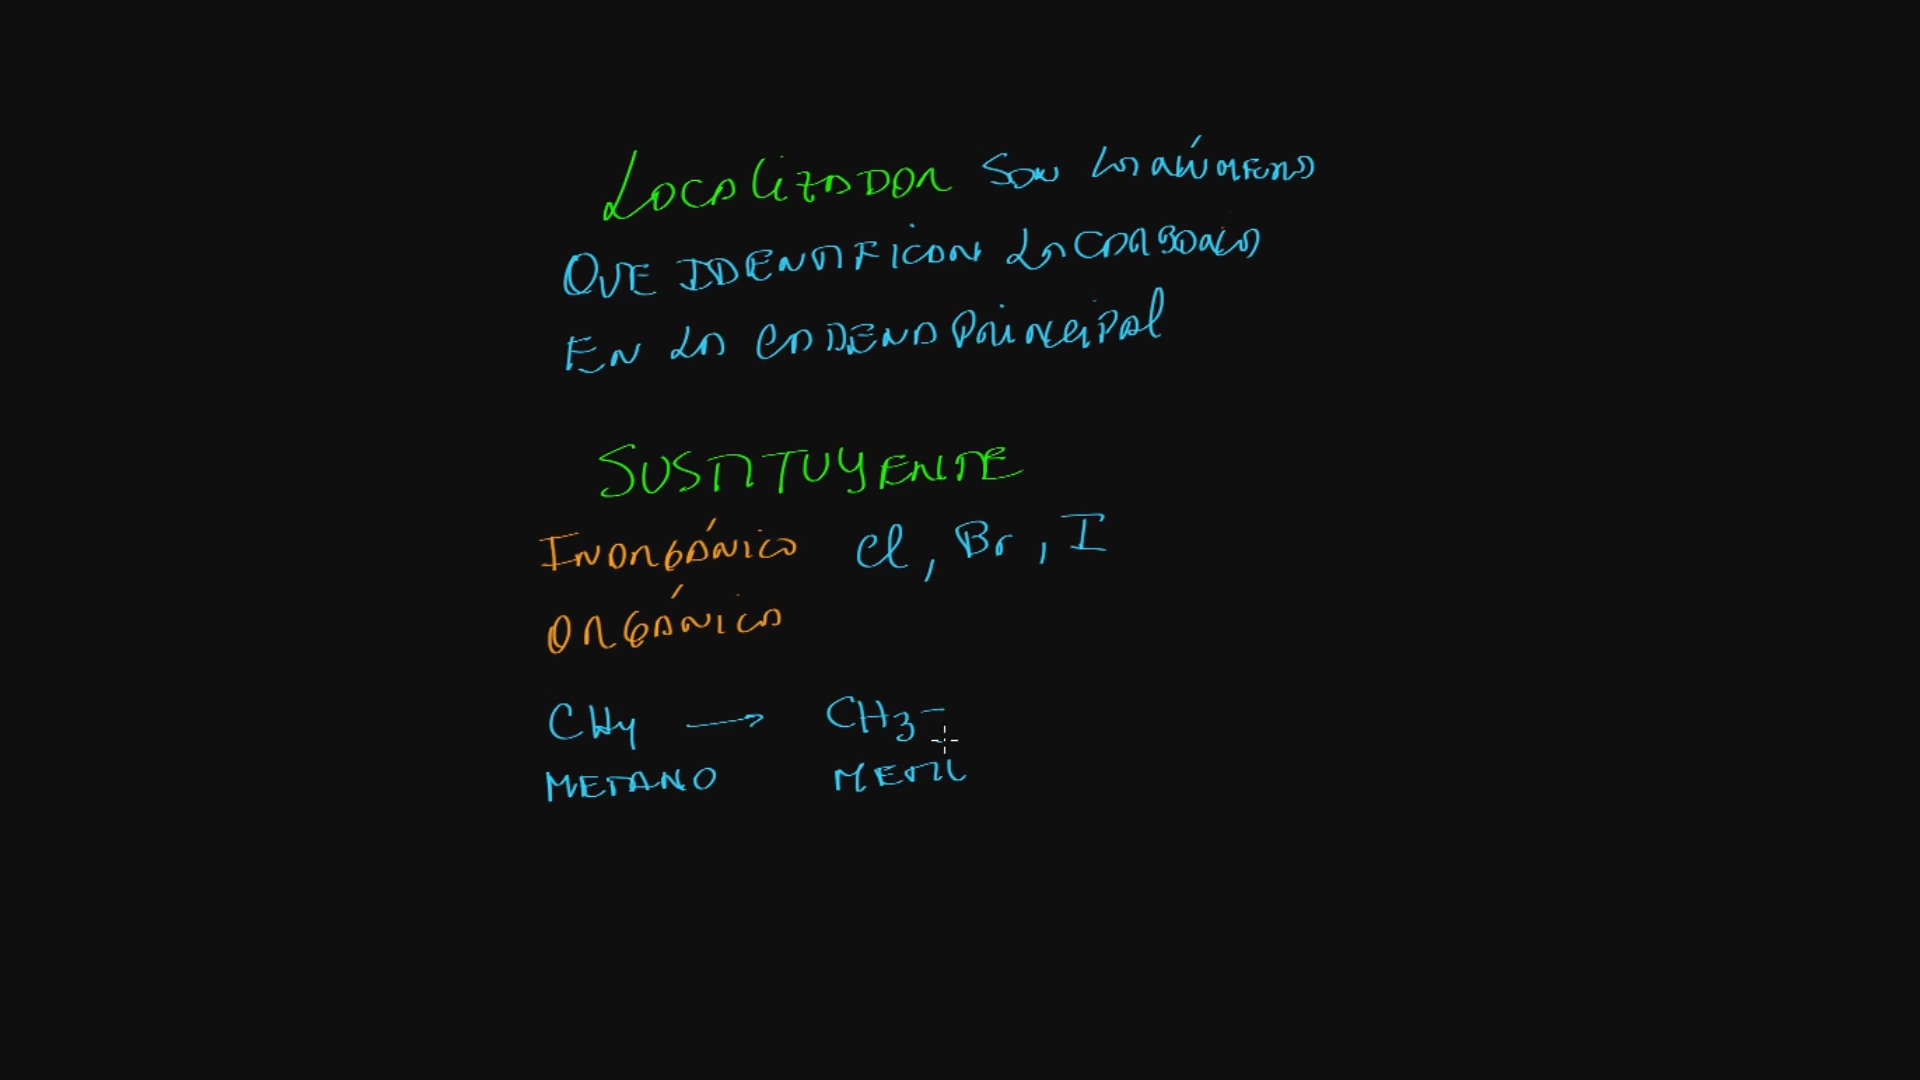 LOCALIZADOR SON LOS NÚMEROS
QUE IDENTIFICAN LOS CARBONOS
EN LA CADENA PRINCIPAL
SUSTITUYENTE
INORGÁNICO Cl, Br, I
ORGÁNICO
CH4 → CH3-
METANO METIL